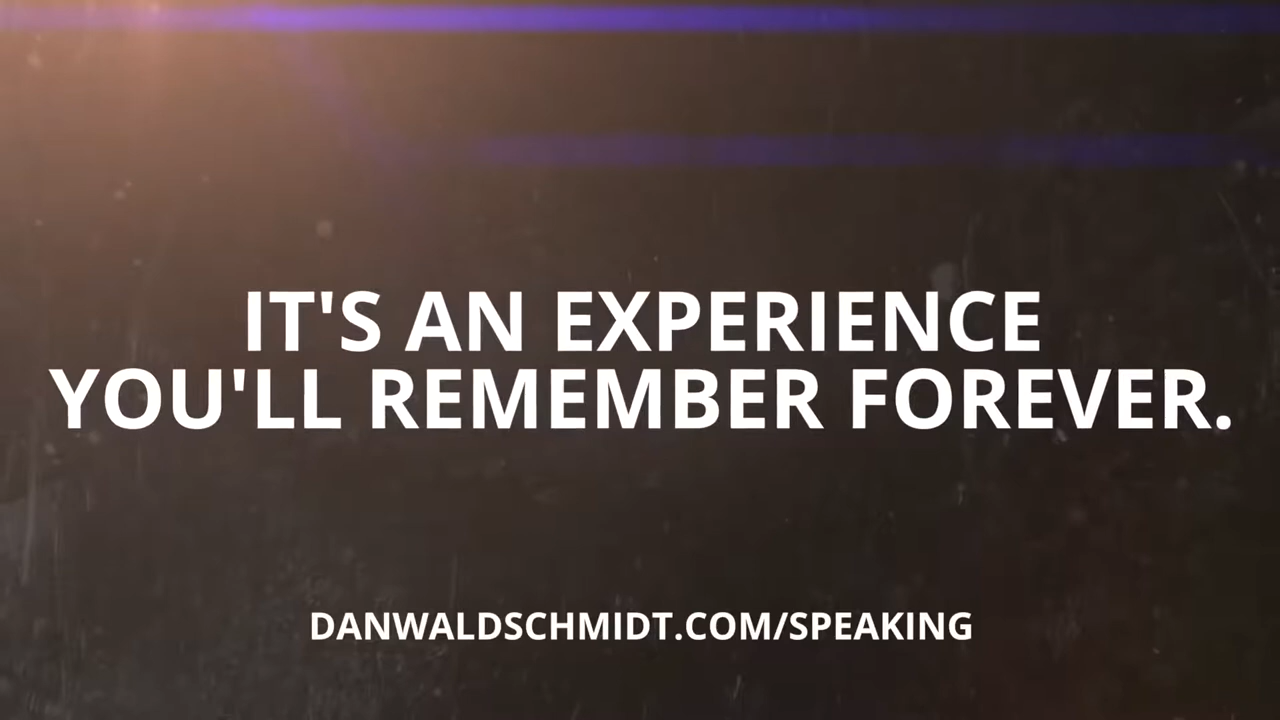 IT'S AN EXPERIENCE
YOU'LL REMEMBER FOREVER.
DANWALDSCHMIDT.COM/SPEAKING